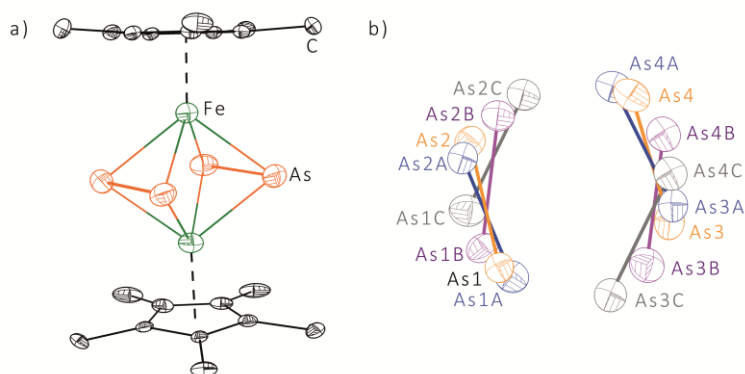 a)
C
Fe
As
b)
As2C
As2B
As2
As2A
As1C
As1B
As1
As1A
As4A
As4
As4B
As4C
As3A
As3
As3B
As3C